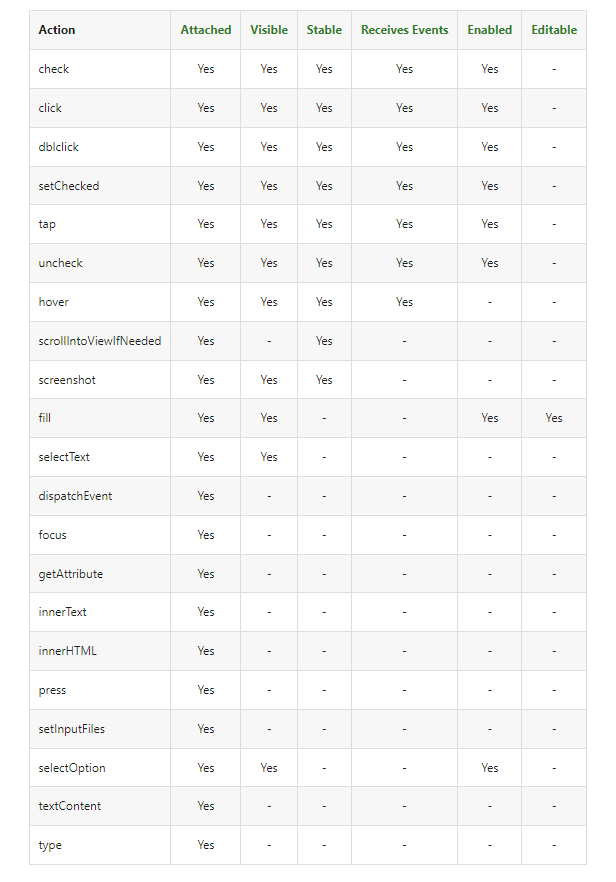 Action Attached Visible Stable Receives Events Enabled Editable
check Yes Yes Yes Yes Yes -
click Yes Yes Yes Yes Yes -
dblclick Yes Yes Yes Yes Yes -
setChecked Yes Yes Yes Yes Yes -
tap Yes Yes Yes Yes Yes -
uncheck Yes Yes Yes Yes Yes -
hover Yes Yes Yes Yes - -
scrollIntoViewIfNeeded Yes - Yes - - -
screenshot Yes Yes Yes - - -
fill Yes Yes - - Yes Yes
selectText Yes Yes - - - -
dispatchEvent Yes - - - - -
focus Yes - - - - -
getAttribute Yes - - - - -
innerText Yes - - - - -
innerHTML Yes - - - - -
press Yes - - - - -
setInputFiles Yes - - - - -
selectOption Yes Yes - - Yes -
textContent Yes - - - - -
type Yes - - - - -